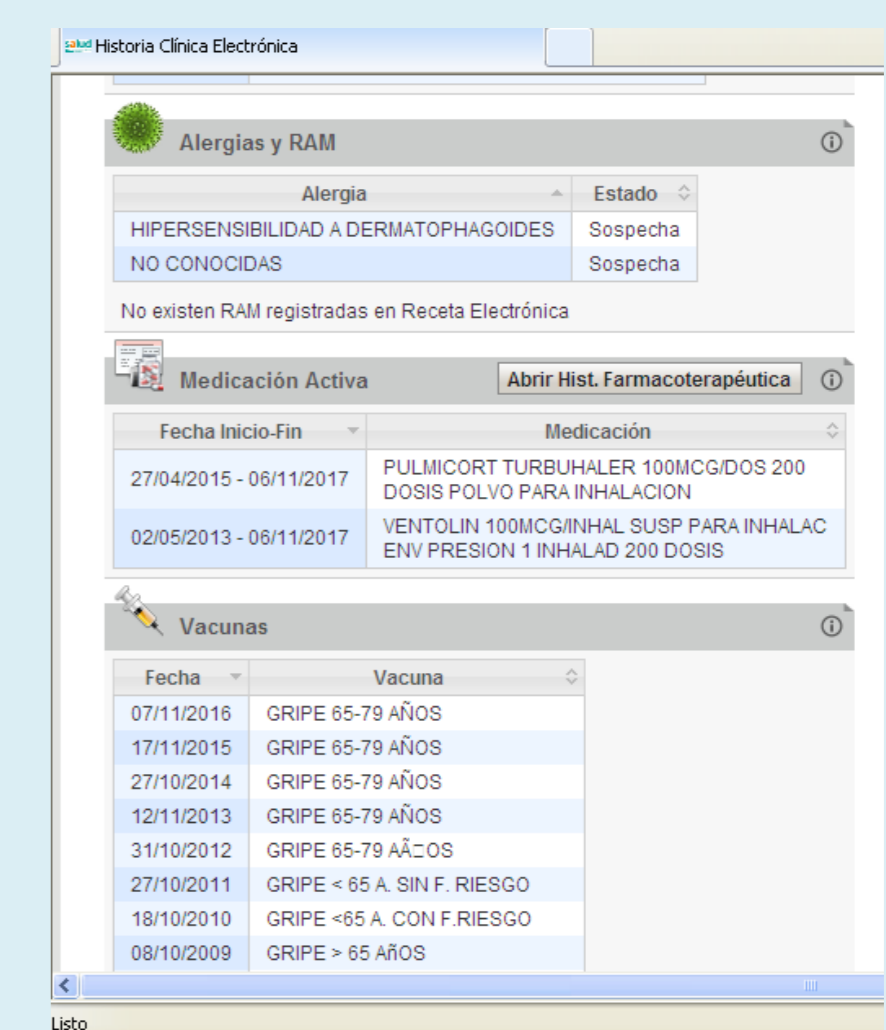 salud Historia Clínica Electrónica
Alergias y RAM
Alergia Estado
HIPERSENSIBILIDAD A DERMATOPHAGOIDES Sospecha
NO CONOCIDAS Sospecha
No existen RAM registradas en Receta Electrónica
Medicación Activa Abrir Hist. Farmacoterapéutica
Fecha Inicio-Fin Medicación
27/04/2015 - 06/11/2017 PULMICORT TURBUHALER 100MCG/DOS 200
DOSIS POLVO PARA INHALACION
02/05/2013 - 06/11/2017 VENTOLIN 100MCG/INHAL SUSP PARA INHALAC
ENV PRESION 1 INHALAD 200 DOSIS
Vacunas
Fecha Vacuna
07/11/2016 GRIPE 65-79 AÑOS
17/11/2015 GRIPE 65-79 AÑOS
27/10/2014 GRIPE 65-79 AÑOS
12/11/2013 GRIPE 65-79 AÑOS
31/10/2012 GRIPE 65-79 AÃ□OS
27/10/2011 GRIPE < 65 A. SIN F. RIESGO
18/10/2010 GRIPE <65 A. CON F.RIESGO
08/10/2009 GRIPE > 65 AñOS
Listo